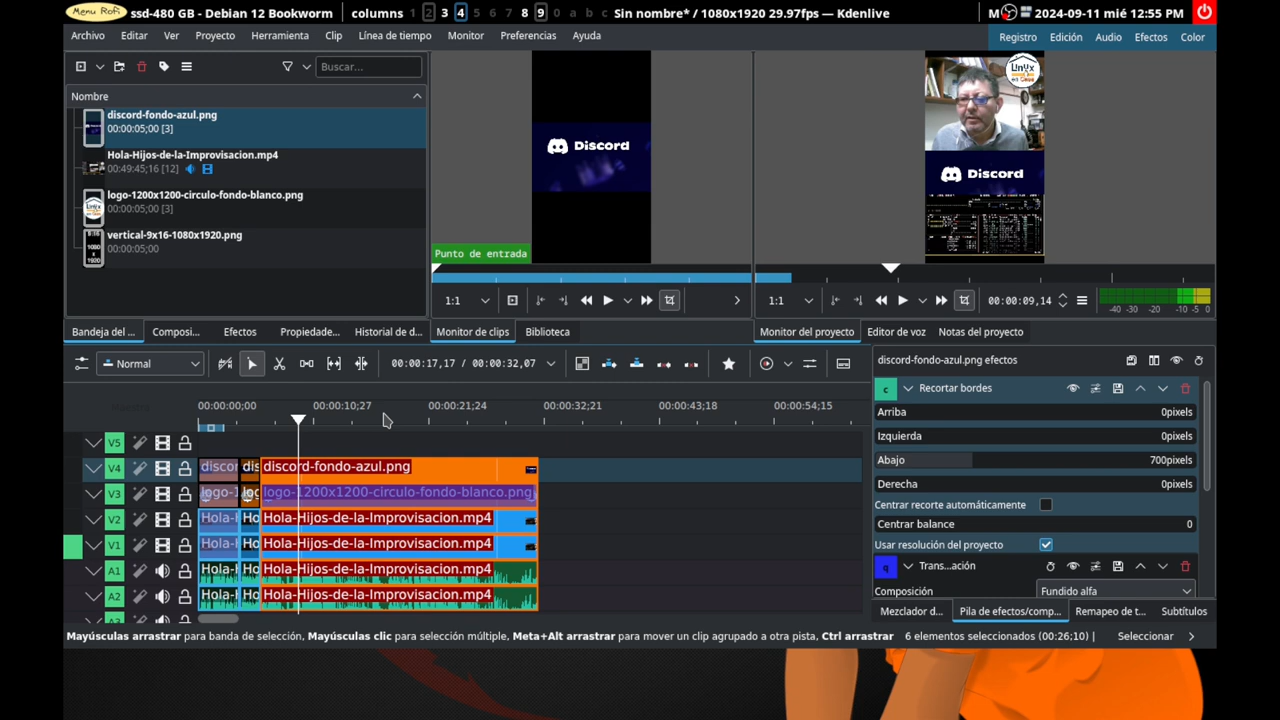 Menu RoFi ssd-480 GB - Debian 12 Bookworm columns 1 2 3 4 5 6 7 8 9 0 a b c Sin nombre* / 1080x1920 29.97fps — Kdenlive M 2024-09-11 mié 12:55 PM
Archivo Editar Ver Proyecto Herramienta Clip Línea de tiempo Monitor Preferencias Ayuda Registro Edición Audio Efectos Color
Buscar...
Nombre
discord-fondo-azul.png
00:00:05;00 [3]
Hola-Hijos-de-la-Improvisacion.mp4
00:49:45;16 [12]
logo-1200x1200-circulo-fondo-blanco.png
00:00:05;00 [3]
vertical-9x16-1080x1920.png
00:00:05;00
Discord
Discord
Punto de entrada
1:1
1:1 00:00:09,14
-40 -30 -20 -10 -5 0
Bandeja del ... Composi... Efectos Propiedade... Historial de d... Monitor de clips Biblioteca Monitor del proyecto Editor de voz Notas del proyecto
Normal 00:00:17,17 / 00:00:32,07
00:00:00;00 00:00:10;27 00:00:21;24 00:00:32;21 00:00:43;18 00:00:54;15
V5
V4 discor dis discord-fondo-azul.png
V3 logo-1 log logo-1200x1200-circulo-fondo-blanco.png
V2 Hola-H Ho Hola-Hijos-de-la-Improvisacion.mp4
V1 Hola-H Ho Hola-Hijos-de-la-Improvisacion.mp4
A1 Hola-H Ho Hola-Hijos-de-la-Improvisacion.mp4
A2 Hola-H Ho Hola-Hijos-de-la-Improvisacion.mp4
discord-fondo-azul.png efectos
c Recortar bordes
Arriba 0pixels
Izquierda 0pixels
Abajo 700pixels
Derecha 0pixels
Centrar recorte automáticamente
Centrar balance 0
Usar resolución del proyecto
q Trans...ación
Composición Fundido alfa
Mezclador d... Pila de efectos/comp... Remapeo de t... Subtítulos
Mayúsculas arrastrar para banda de selección, Mayúsculas clic para selección múltiple, Meta+Alt arrastrar para mover un clip agrupado a otra pista, Ctrl arrastrar 6 elementos seleccionados (00:26:10) | Seleccionar